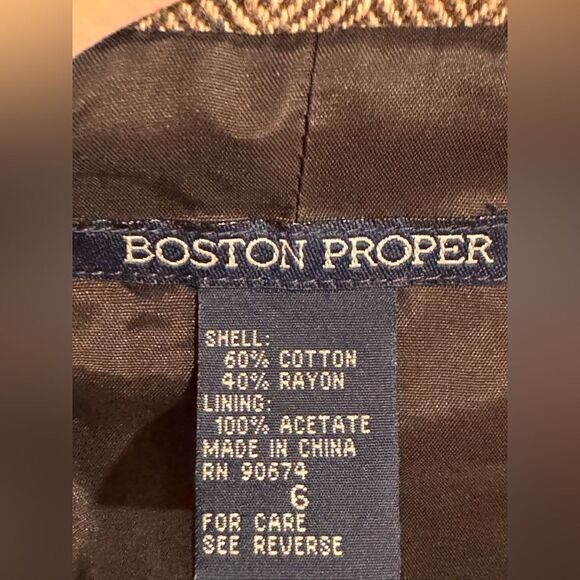 BOSTON PROPER
SHELL:
60% COTTON
40% RAYON
LINING:
100% ACETATE
MADE IN CHINA
RN 90674
6
FOR CARE
SEE REVERSE